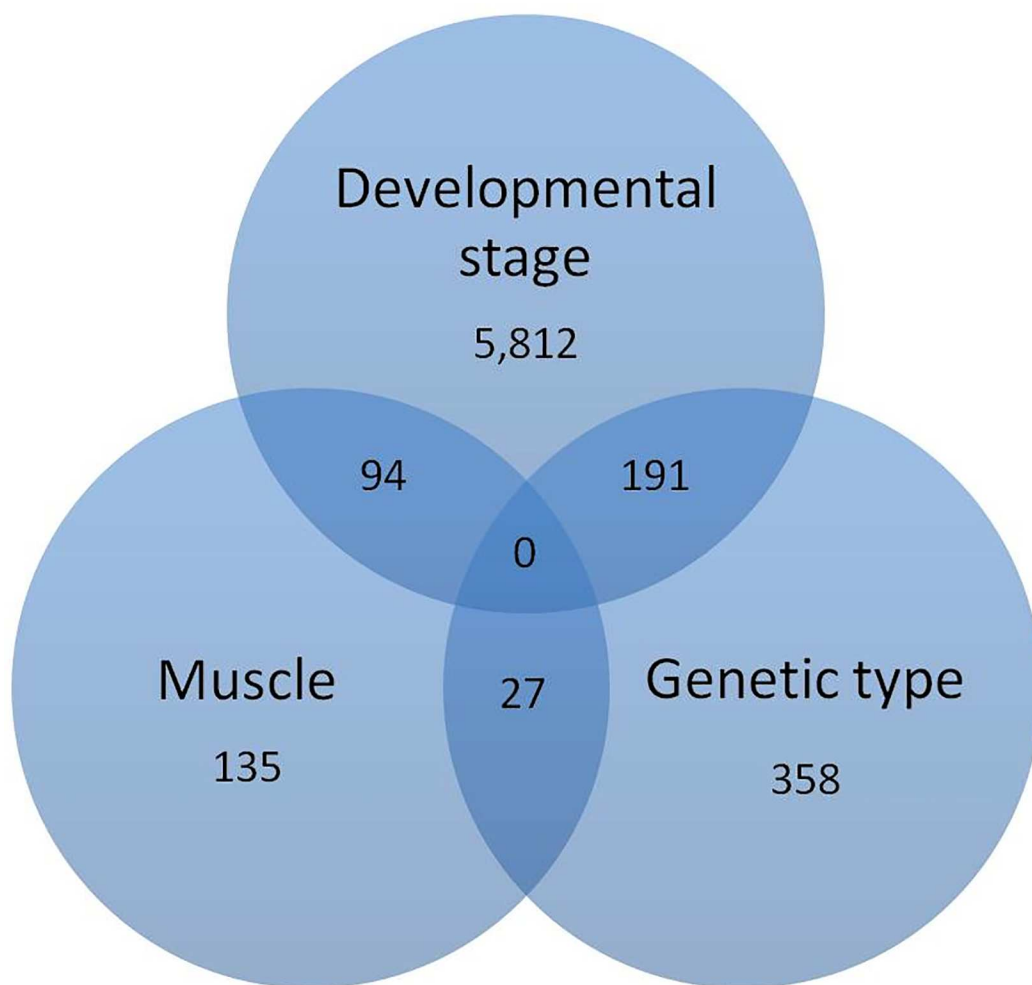 Developmental
stage
5,812
94
191
0
Muscle
27
Genetic type
135
358